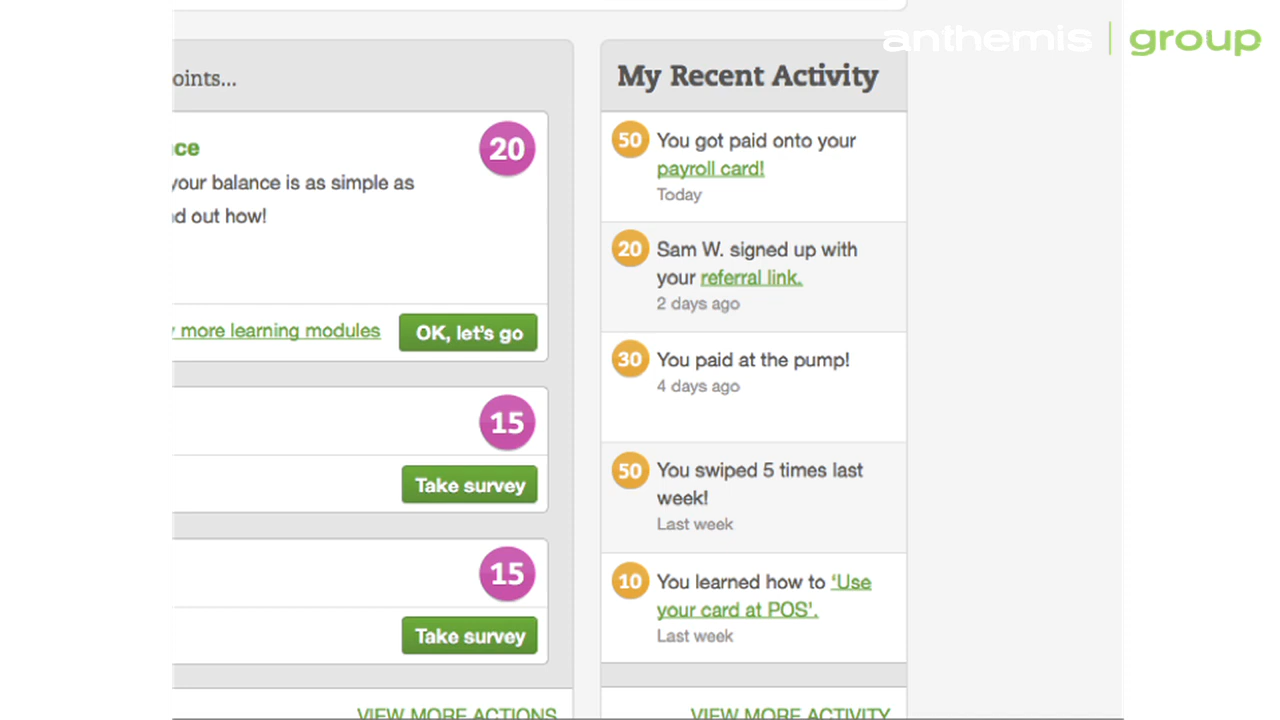 anthemis | group
oints...
20
ce
your balance is as simple as
d out how!
more learning modules
OK, let's go
15
Take survey
15
Take survey
VIEW MORE ACTIONS
My Recent Activity
50
You got paid onto your
payroll card!
Today
20
Sam W. signed up with
your referral link.
2 days ago
30
You paid at the pump!
4 days ago
50
You swiped 5 times last
week!
Last week
10
You learned how to ‘Use
your card at POS’.
Last week
VIEW MORE ACTIVITY